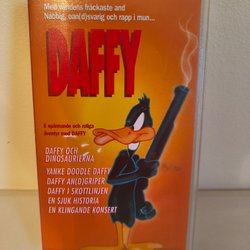 Med världens fräckaste and
Näbbig, oan(d)svarig och rapp i mun...
DAFFY
6 spännande och roliga
äventyr med DAFFY
DAFFY OCH
DINOSAURIERNA
YANKE DOODLE DAFFY
DAFFY AN(D)GRIPER
DAFFY I SKOTTLINJEN
EN SJUK HISTORIA
EN KLINGANDE KONSERT